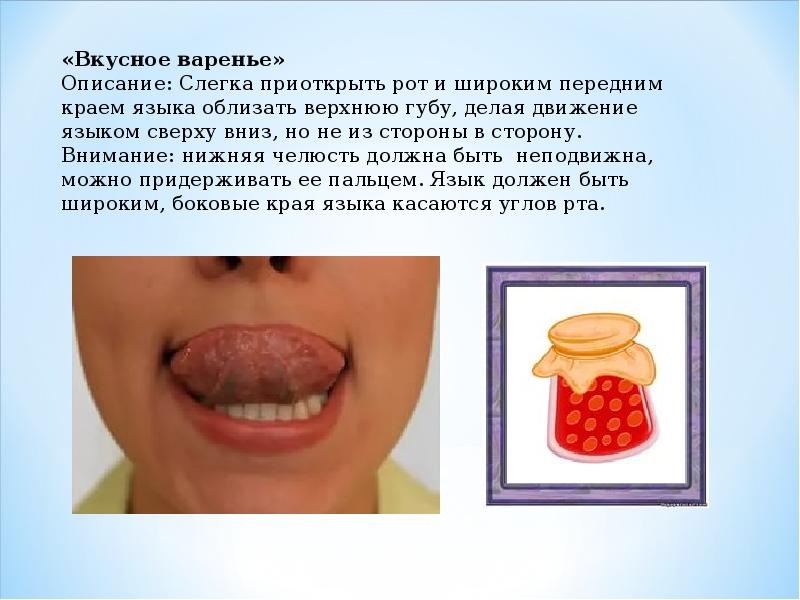 «Вкусное варенье»
Описание: Слегка приоткрыть рот и широким передним
краем языка облизать верхнюю губу, делая движение
языком сверху вниз, но не из стороны в сторону.
Внимание: нижняя челюсть должна быть неподвижна,
можно придерживать ее пальцем. Язык должен быть
широким, боковые края языка касаются углов рта.